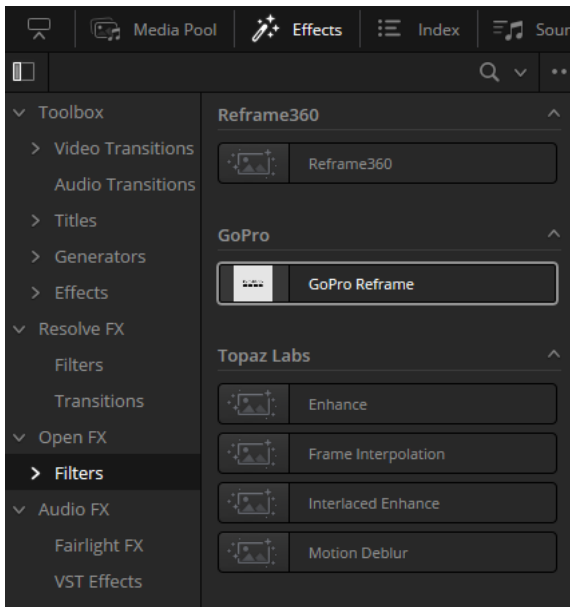 Media Pool
Effects
Index
Soun
Toolbox
Video Transitions
Audio Transitions
Titles
Generators
Effects
Resolve FX
Filters
Transitions
Open FX
Filters
Audio FX
Fairlight FX
VST Effects
Reframe360
Reframe360
GoPro
GoPro Reframe
Topaz Labs
Enhance
Frame Interpolation
Interlaced Enhance
Motion Deblur